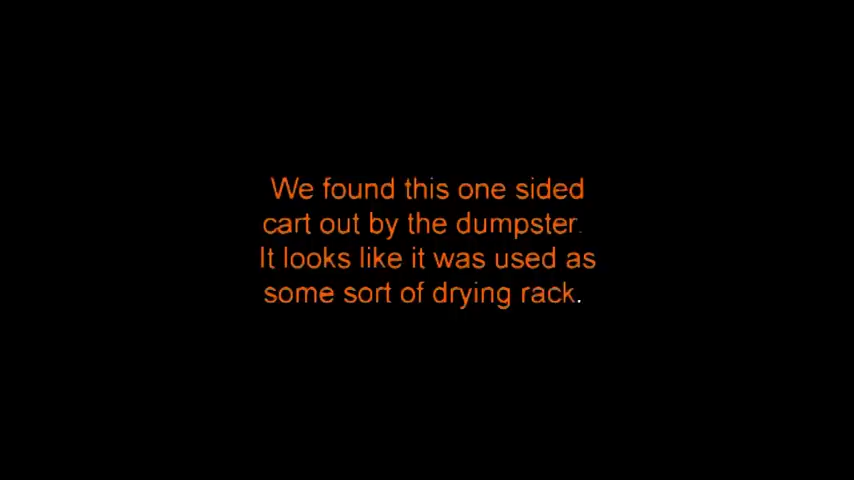 We found this one sided
cart out by the dumpster.
It looks like it was used as
some sort of drying rack.